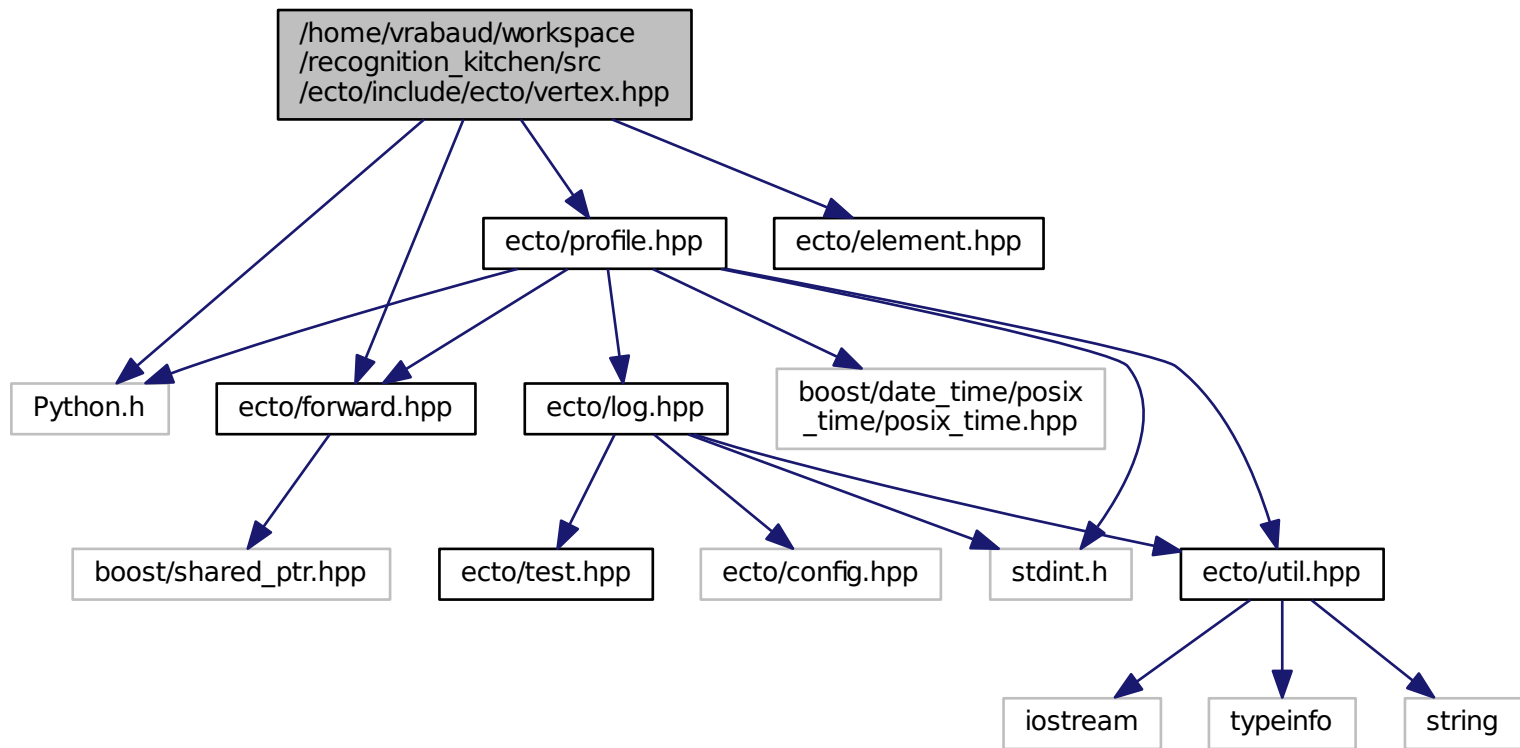 /home/vrabaud/workspace
/recognition_kitchen/src
/ecto/include/ecto/vertex.hpp
ecto/profile.hpp
ecto/element.hpp
Python.h
ecto/forward.hpp
ecto/log.hpp
boost/date_time/posix
_time/posix_time.hpp
boost/shared_ptr.hpp
ecto/test.hpp
ecto/config.hpp
stdint.h
ecto/util.hpp
iostream
typeinfo
string